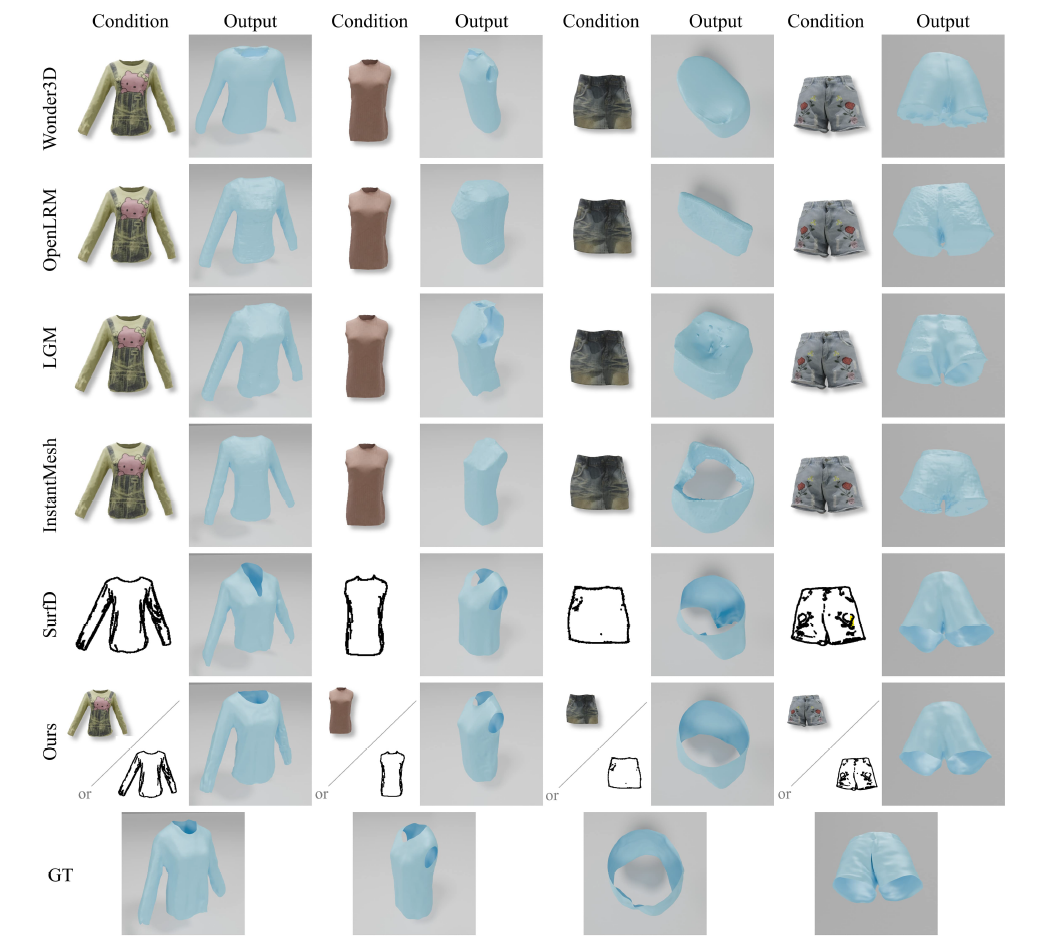 Condition Output Condition Output Condition Output Condition Output
Wonder3D
OpenLRM
LGM
InstantMesh
SurfD
Ours
or or or or
GT